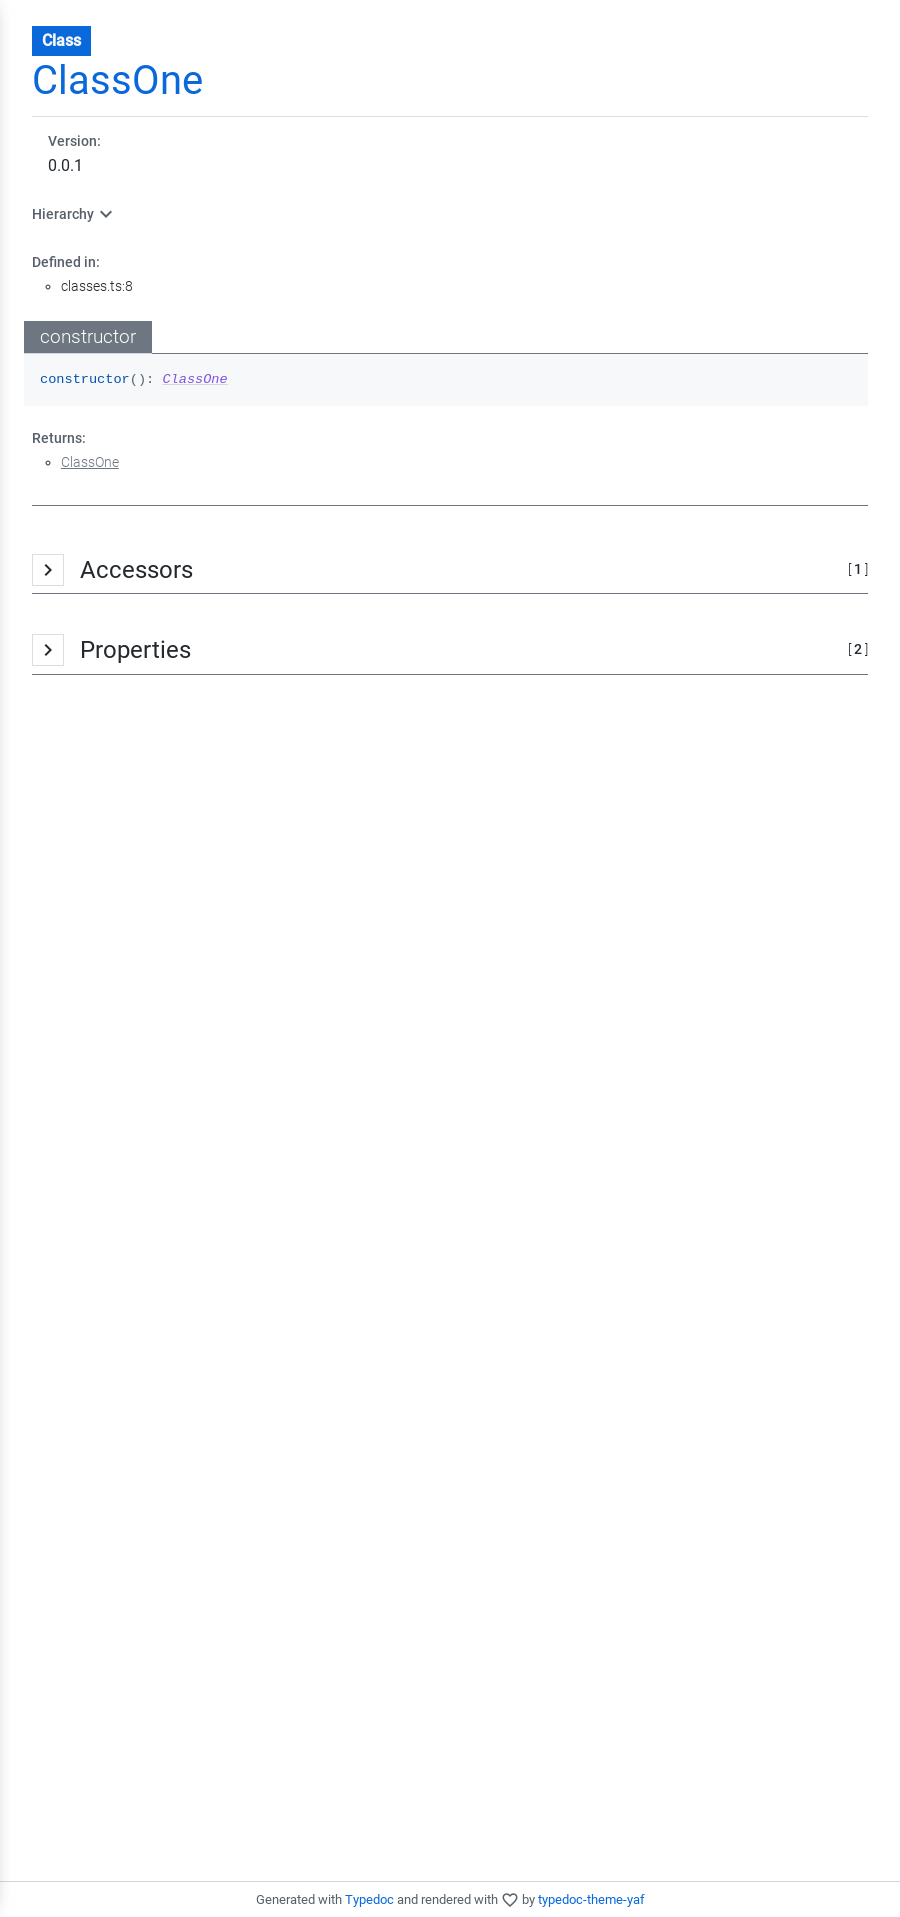 Class
ClassOne
Version:
0.0.1
Hierarchy
Defined in:
classes.ts:8
constructor
constructor(): ClassOne
Returns:
ClassOne
Accessors [ 1 ]
Properties [ 2 ]
Generated with Typedoc and rendered with by typedoc-theme-yaf